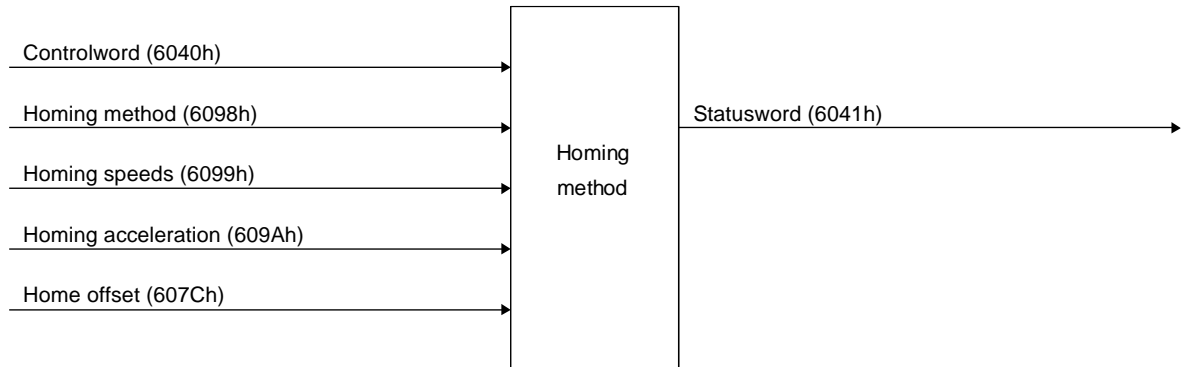 Controlword (6040h)
Homing method (6098h)
Statusword (6041h)
Homing
method
Homing speeds (6099h)
Homing acceleration (609Ah)
Home offset (607Ch)